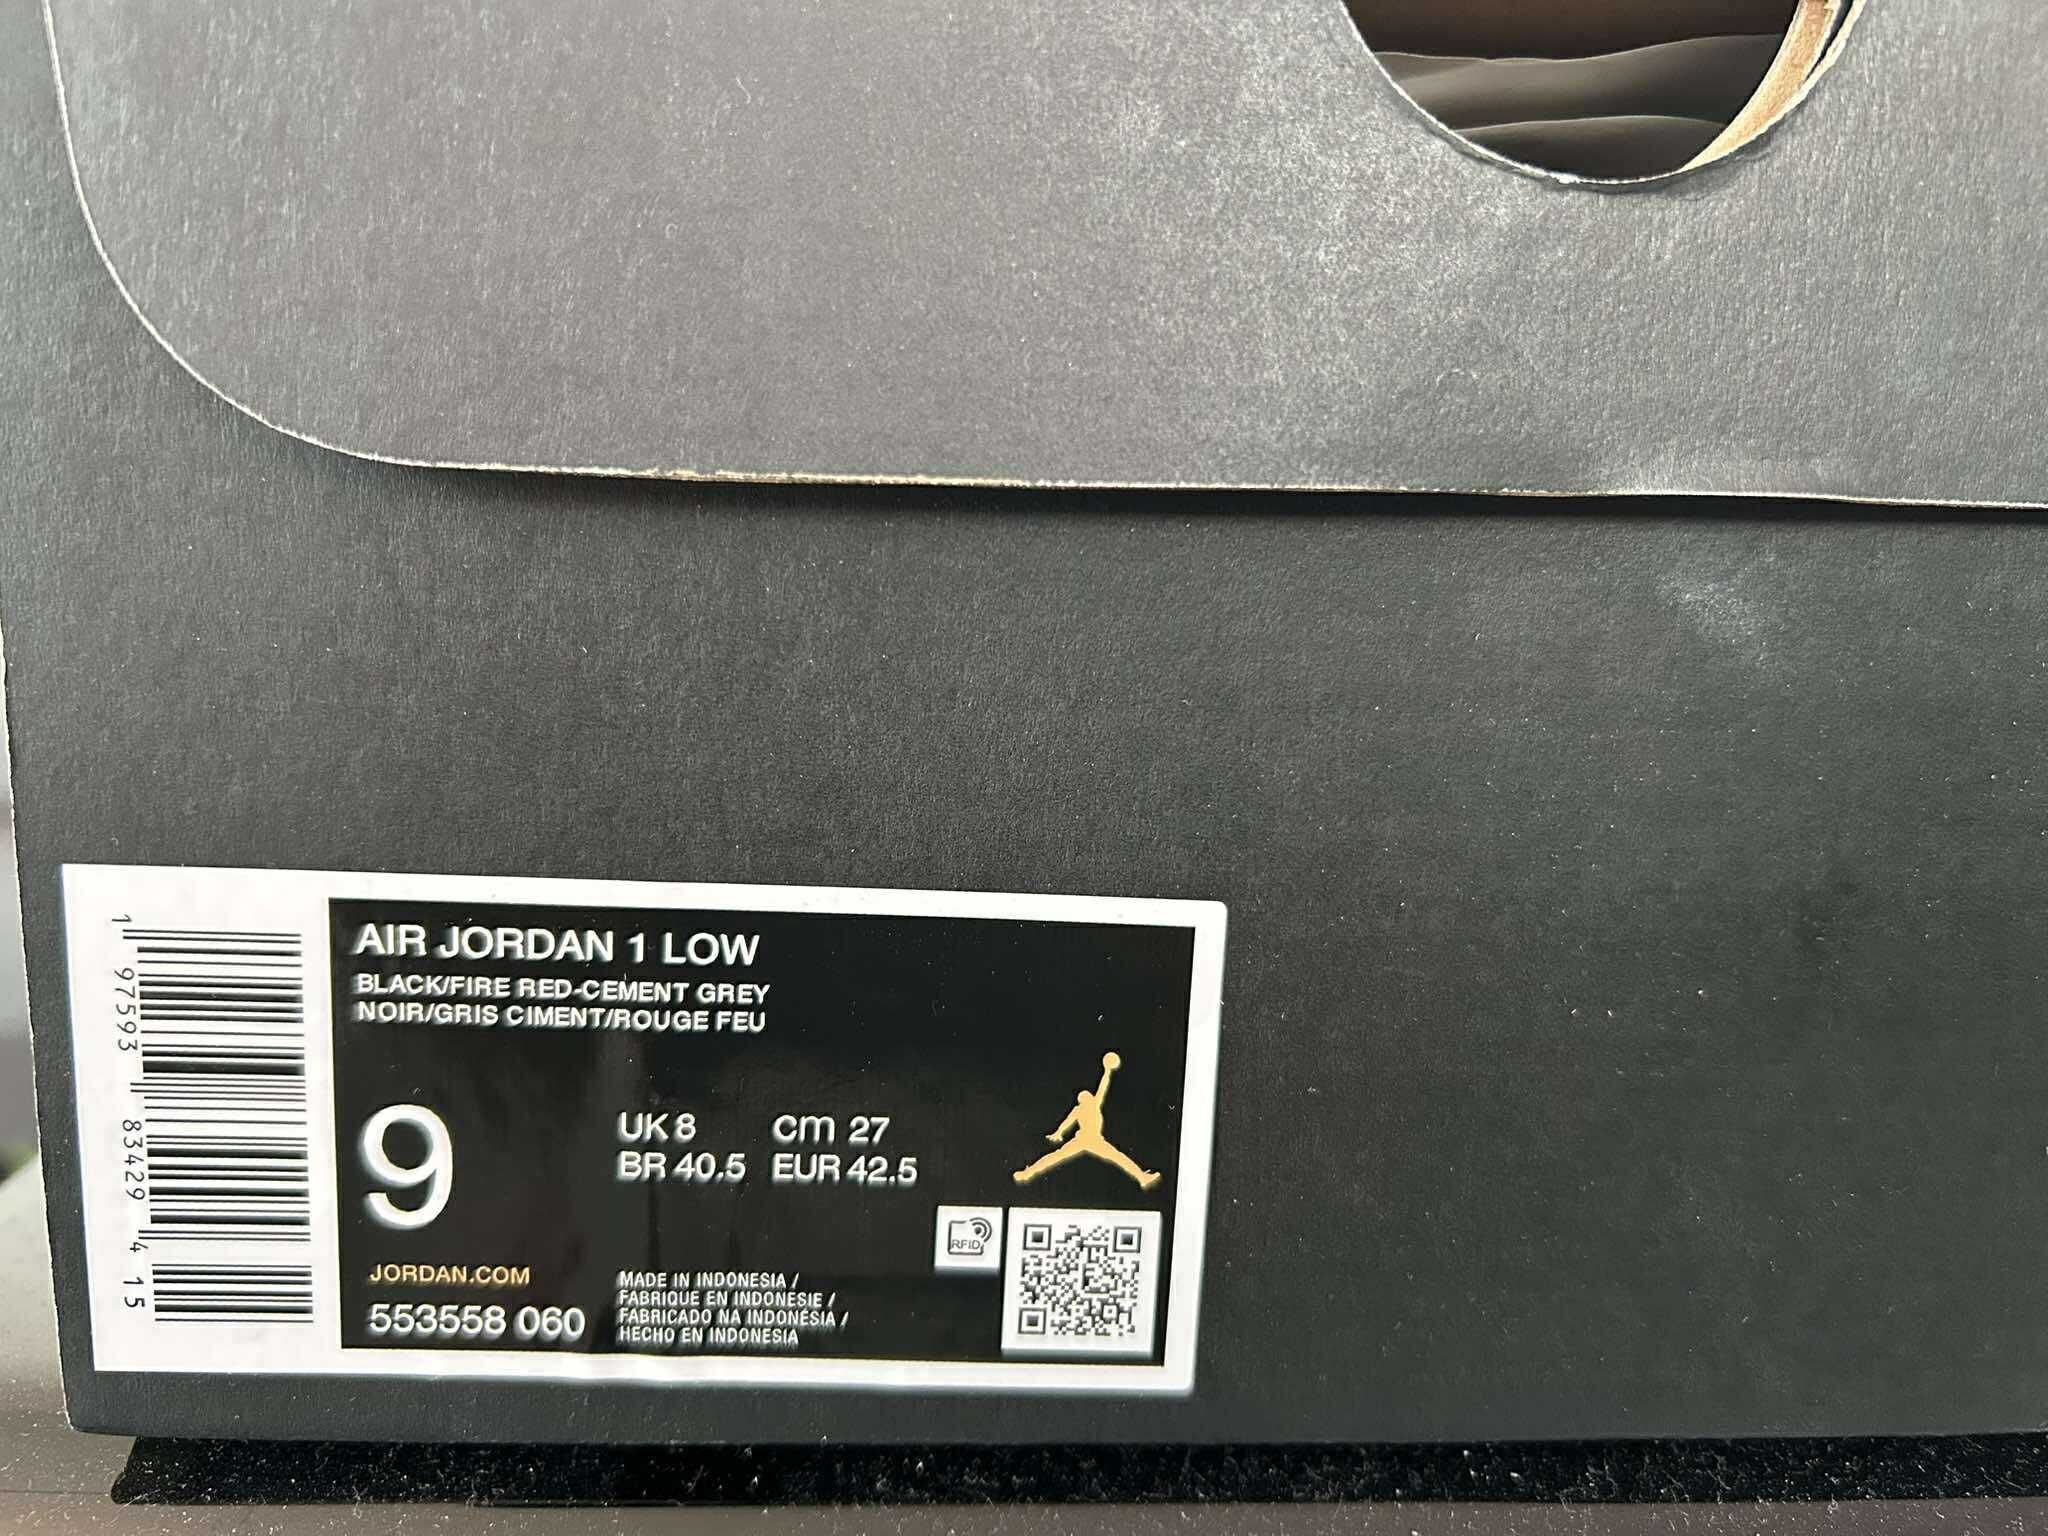 AIR JORDAN 1 LOW
BLACK/FIRE RED-CEMENT GREY
NOIR/GRIS CIMENT/ROUGE FEU
9
UK 8 cm 27
BR 40.5 EUR 42.5
RFID
JORDAN.COM
553558 060
MADE IN INDONESIA /
FABRIQUE EN INDONESIE /
FABRICADO NA INDONÉSIA /
HECHO EN INDONESIA
1 97593 83429 4 15